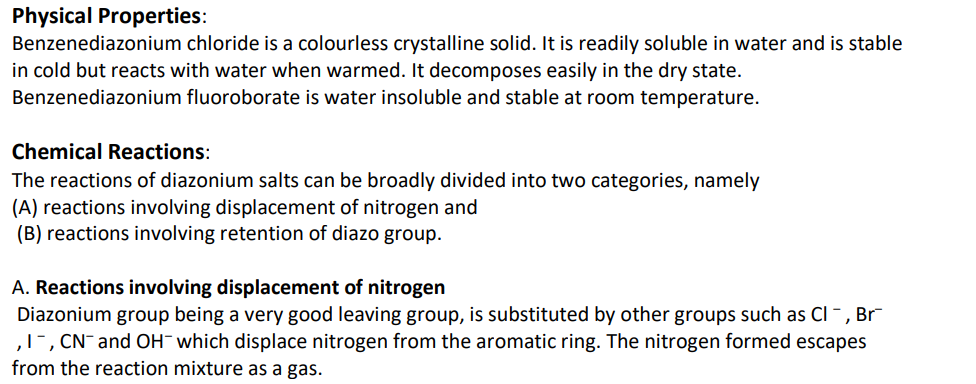 Physical Properties:
Benzenediazonium chloride is a colourless crystalline solid. It is readily soluble in water and is stable
in cold but reacts with water when warmed. It decomposes easily in the dry state.
Benzenediazonium fluoroborate is water insoluble and stable at room temperature.
Chemical Reactions:
The reactions of diazonium salts can be broadly divided into two categories, namely
(A) reactions involving displacement of nitrogen and
(B) reactions involving retention of diazo group.
A. Reactions involving displacement of nitrogen
Diazonium group being a very good leaving group, is substituted by other groups such as Cl⁻, Br⁻
, I⁻, CN⁻ and OH⁻ which displace nitrogen from the aromatic ring. The nitrogen formed escapes
from the reaction mixture as a gas.